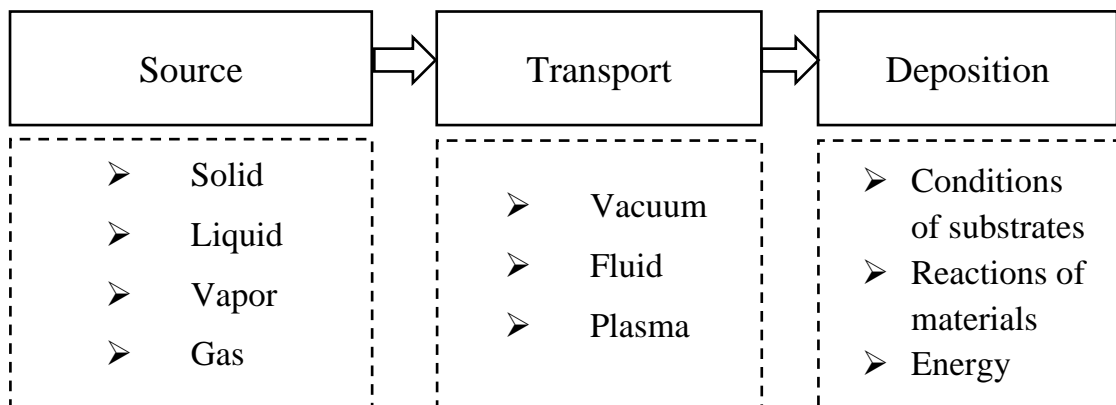 Source
Transport
Deposition
➢ Solid
➢ Liquid
➢ Vapor
➢ Gas
➢ Vacuum
➢ Fluid
➢ Plasma
➢ Conditions
of substrates
➢ Reactions of
materials
➢ Energy